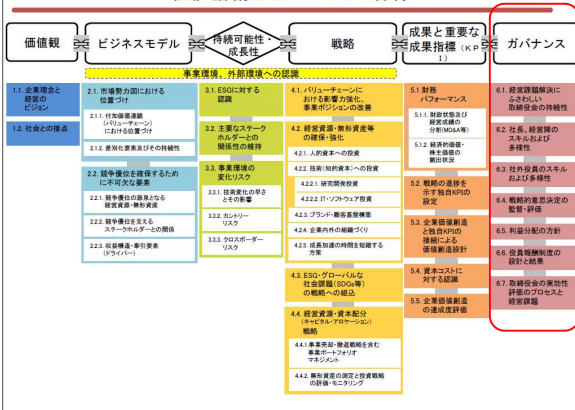 価値観
ビジネスモデル
持続可能性・
成長性
戦略
成果と重要な
成果指標（KP
I）
ガバナンス
事業環境、外部環境への認識
1.1. 企業理念と
経営の
ビジョン
1.2. 社会との接点
2.1. 市場勢力図における
位置づけ
2.1.1. 付加価値連鎖
（バリューチェーン）
における位置づけ
2.1.2. 差別化要素及びその持続性
2.2. 競争優位を確保するため
に不可欠な要素
2.2.1. 競争優位の源泉となる
経営資源・無形資産
2.2.2. 競争優位を支える
ステークホルダーとの関係
2.2.3. 収益構造・牽引要素
（ドライバー）
3.1. ESGに対する
認識
3.2. 主要なステーク
ホルダーとの
関係性の維持
3.3. 事業環境の
変化リスク
3.3.1. 技術変化の早さ
とその影響
3.3.2. カントリー
リスク
3.3.3. クロスボーダー
リスク
4.1. バリューチェーンに
おける影響力強化、
事業ポジションの改善
4.2. 経営資源・無形資産等
の確保・強化
4.2.1. 人的資本への投資
4.2.2. 技術（知的資本）への投資
4.2.2.1. 研究開発投資
4.2.2.2. IT・ソフトウェア投資
4.2.3. ブランド・顧客基盤構築
4.2.4. 企業内外の組織づくり
4.2.5. 成長加速の時間を短縮する
方策
4.3. ESG・グローバルな
社会課題（SDGs等）
の戦略への組込
4.4. 経営資源・資本配分
（キャピタル・アロケーション）
戦略
4.4.1. 事業売却・撤退戦略を含む
事業ポートフォリオ
マネジメント
4.4.2. 無形資産の測定と投資戦略
の評価・モニタリング
5.1 財務
パフォーマンス
5.1.1. 財政状態及び
経営成績の
分析（MD&A等）
5.1.2. 経済的価値・
株主価値の
創出状況
5.2. 戦略の進捗を
示す独自KPIの
設定
5.3. 企業価値創造
と独自KPIの
接続による
価値創造設計
5.4. 資本コストに
対する認識
5.5. 企業価値創造
の達成度評価
6.1. 経営課題解決に
ふさわしい
取締役会の持続性
6.2. 社長、経営陣の
スキルおよび
多様性
6.3. 社外役員のスキル
および多様性
6.4. 戦略的意思決定の
監督・評価
6.5. 利益分配の方針
6.6. 役員報酬制度の
設計と結果
6.7. 取締役会の実効性
評価のプロセスと
経営課題